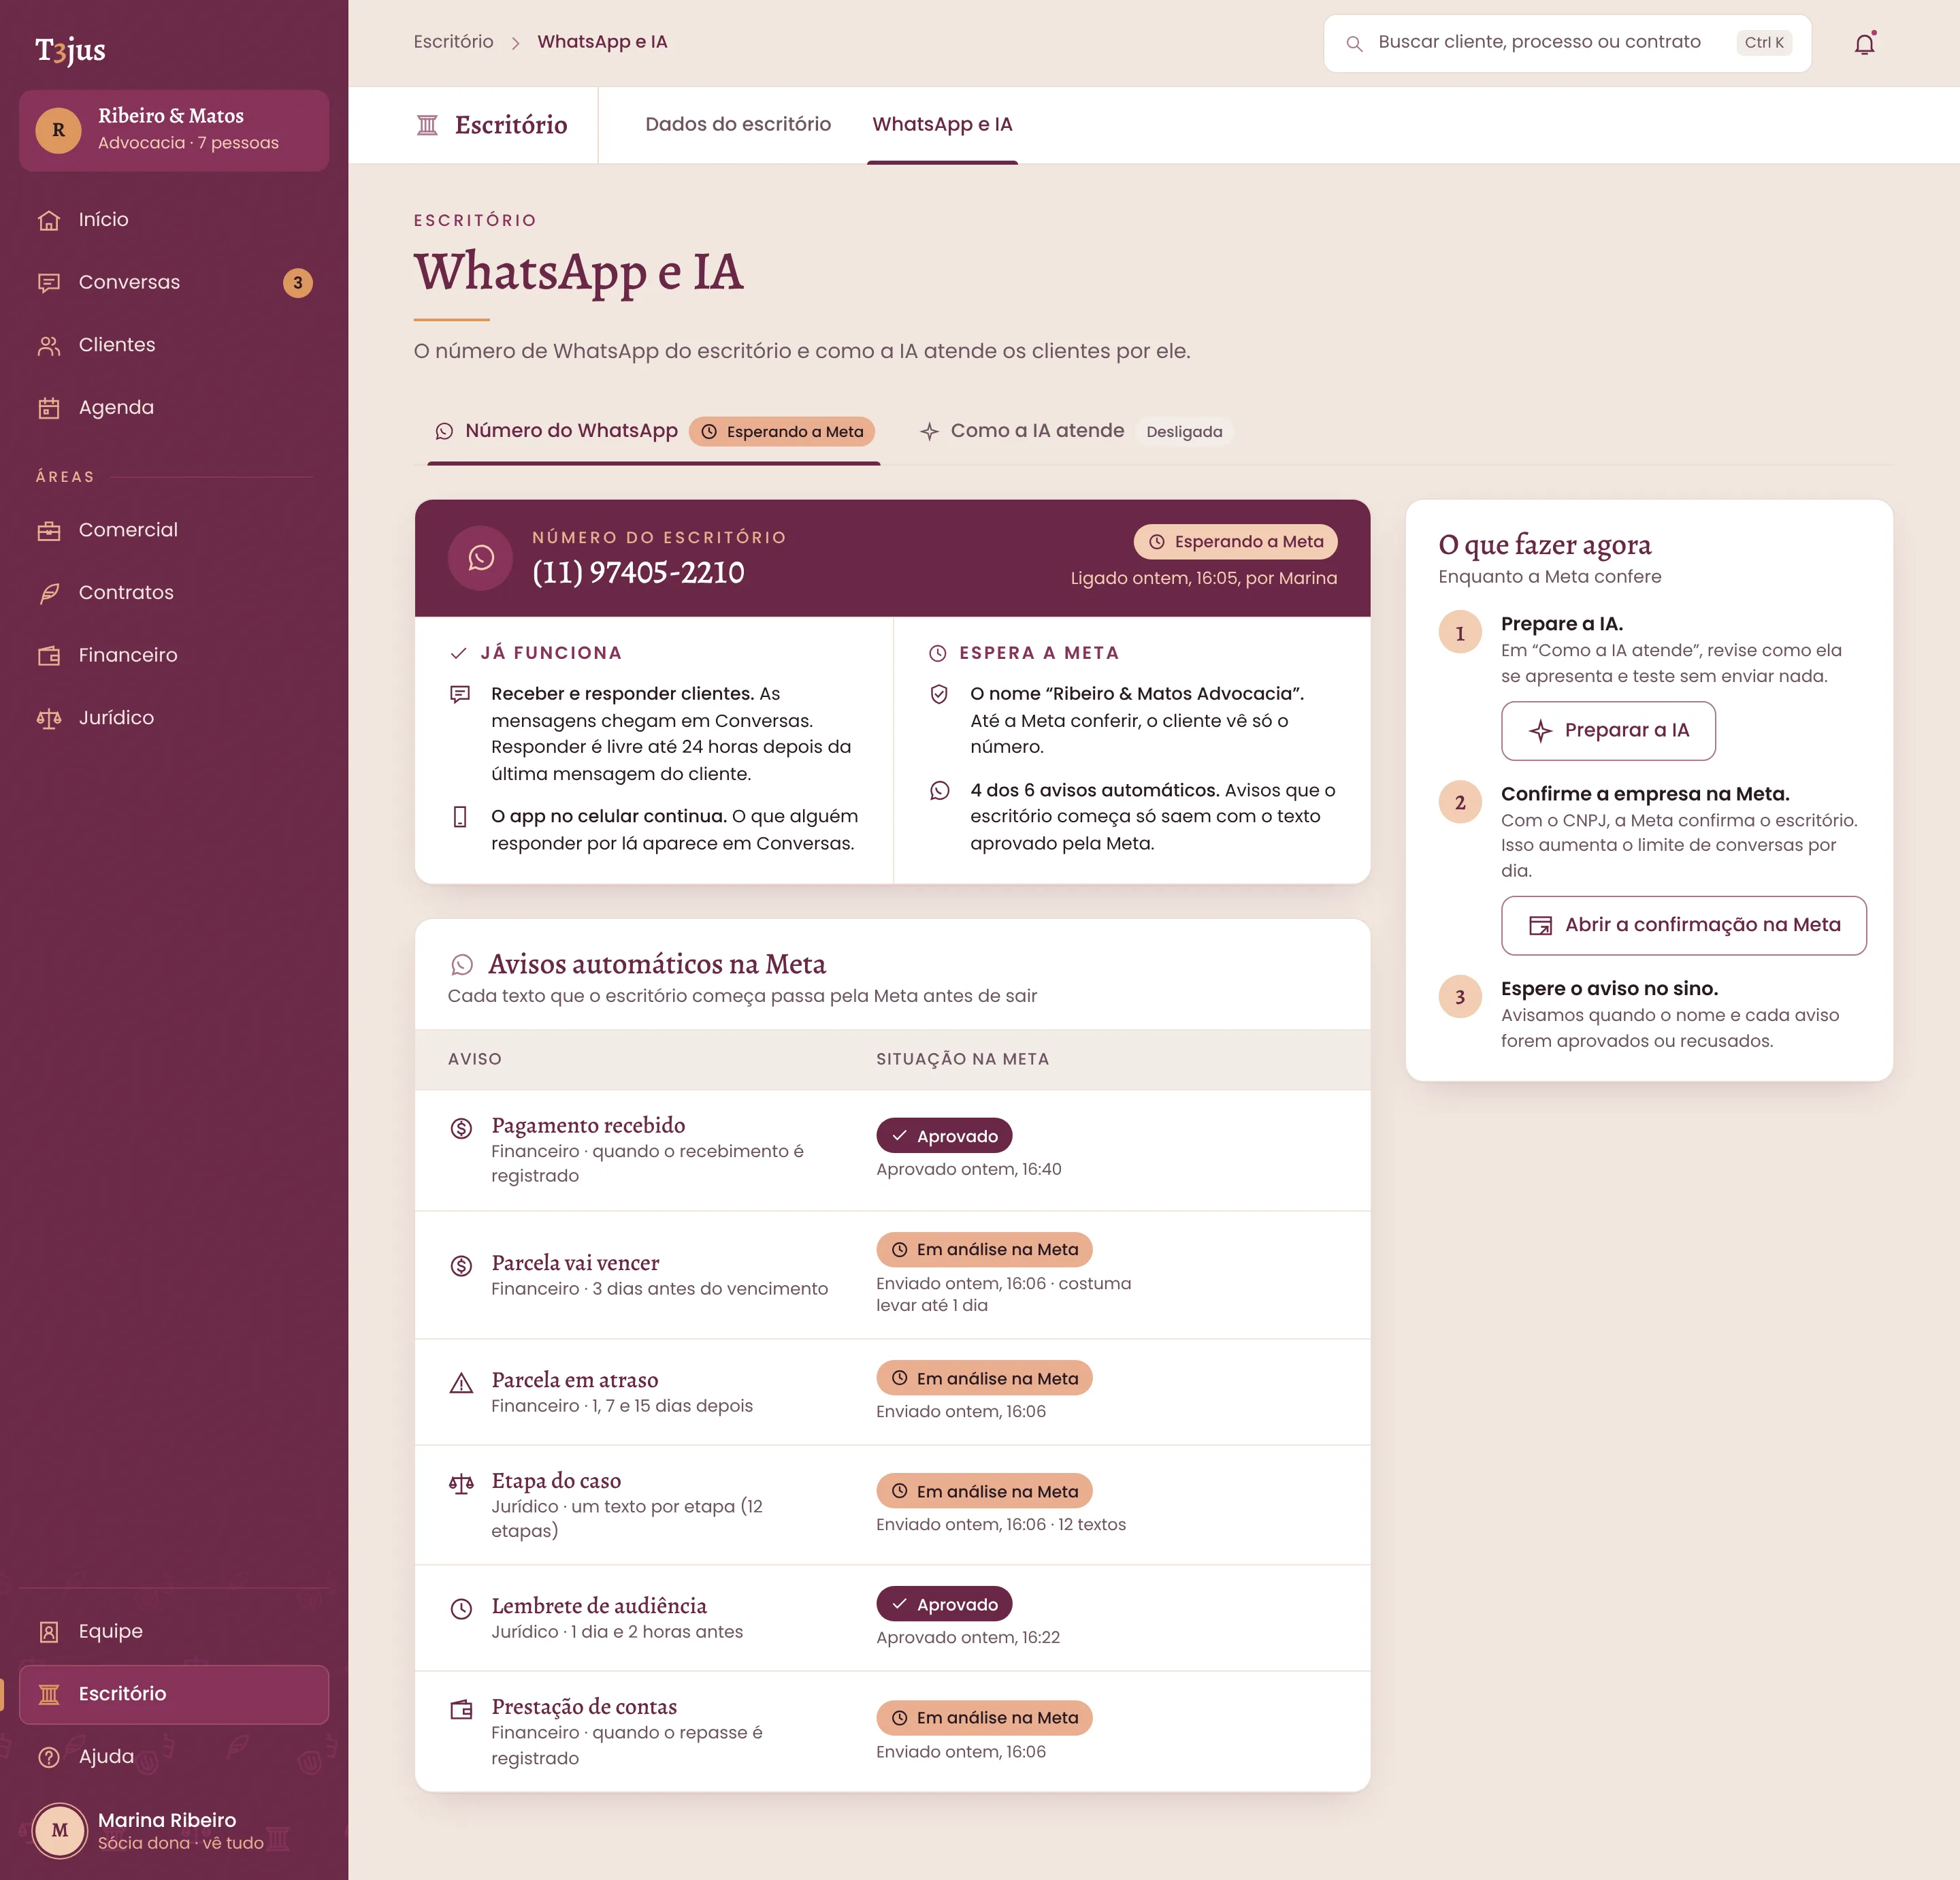 T3jus
R
Ribeiro & Matos
Advocacia · 7 pessoas
Início
Conversas
3
Clientes
Agenda
ÁREAS
Comercial
Contratos
Financeiro
Jurídico
Equipe
Escritório
Ajuda
M
Marina Ribeiro
Sócia dona · vê tudo
Escritório
WhatsApp e IA
Buscar cliente, processo ou contrato
Ctrl K
Escritório
Dados do escritório
WhatsApp e IA
ESCRITÓRIO
WhatsApp e IA
O número de WhatsApp do escritório e como a IA atende os clientes por ele.
Número do WhatsApp
Esperando a Meta
Como a IA atende
Desligada
NÚMERO DO ESCRITÓRIO
(11) 97405-2210
Esperando a Meta
Ligado ontem, 16:05, por Marina
JÁ FUNCIONA
Receber e responder clientes. As
mensagens chegam em Conversas.
Responder é livre até 24 horas depois da
última mensagem do cliente.
O app no celular continua. O que alguém
responder por lá aparece em Conversas.
ESPERA A META
O nome “Ribeiro & Matos Advocacia”.
Até a Meta conferir, o cliente vê só o
número.
4 dos 6 avisos automáticos. Avisos que o
escritório começa só saem com o texto
aprovado pela Meta.
Avisos automáticos na Meta
Cada texto que o escritório começa passa pela Meta antes de sair
AVISO
SITUAÇÃO NA META
Pagamento recebido
Financeiro · quando o recebimento é
registrado
Aprovado
Aprovado ontem, 16:40
Parcela vai vencer
Financeiro · 3 dias antes do vencimento
Em análise na Meta
Enviado ontem, 16:06 · costuma
levar até 1 dia
Parcela em atraso
Financeiro · 1, 7 e 15 dias depois
Em análise na Meta
Enviado ontem, 16:06
Etapa do caso
Jurídico · um texto por etapa (12
etapas)
Em análise na Meta
Enviado ontem, 16:06 · 12 textos
Lembrete de audiência
Jurídico · 1 dia e 2 horas antes
Aprovado
Aprovado ontem, 16:22
Prestação de contas
Financeiro · quando o repasse é
registrado
Em análise na Meta
Enviado ontem, 16:06
O que fazer agora
Enquanto a Meta confere
1
Prepare a IA.
Em “Como a IA atende”, revise como ela
se apresenta e teste sem enviar nada.
Preparar a IA
2
Confirme a empresa na Meta.
Com o CNPJ, a Meta confirma o escritório.
Isso aumenta o limite de conversas por
dia.
Abrir a confirmação na Meta
3
Espere o aviso no sino.
Avisamos quando o nome e cada aviso
forem aprovados ou recusados.